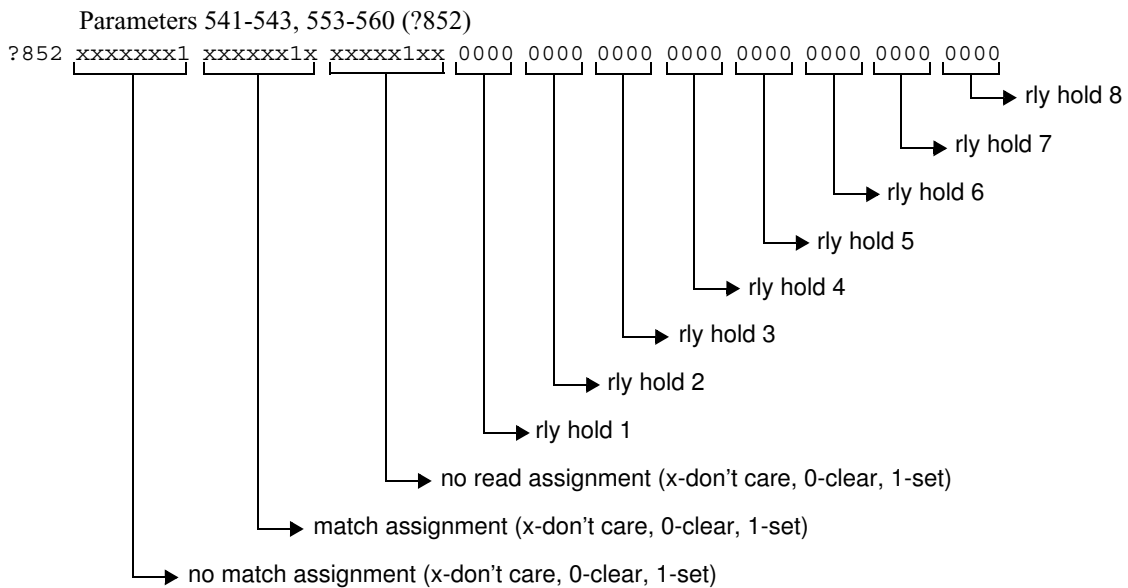 Parameters 541-543, 553-560 (?852)
?852 xxxxxxx1 xxxxxx1x xxxxx1xx 0000 0000 0000 0000 0000 0000 0000 0000
rly hold 8
rly hold 7
rly hold 6
rly hold 5
rly hold 4
rly hold 3
rly hold 2
rly hold 1
no read assignment (x-don't care, 0-clear, 1-set)
match assignment (x-don't care, 0-clear, 1-set)
no match assignment (x-don't care, 0-clear, 1-set)